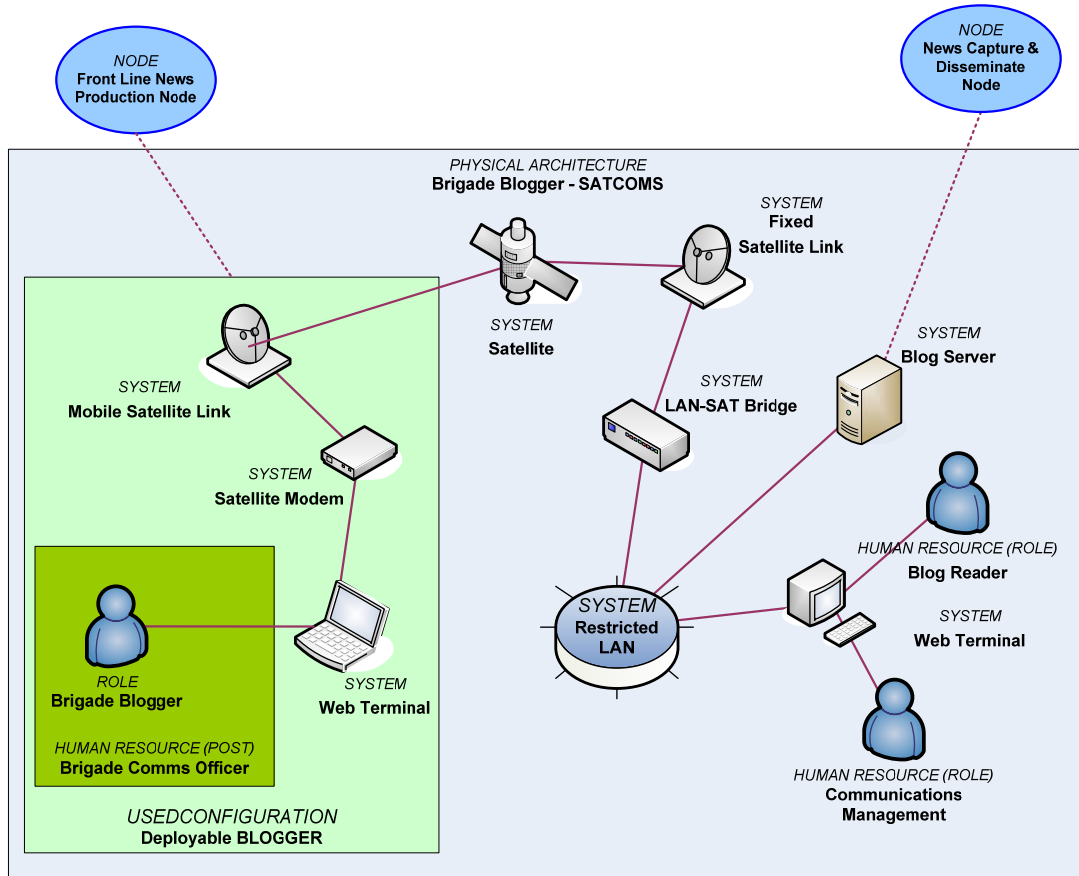 NODE
Front Line News
Production Node
NODE
News Capture &
Disseminate
Node
PHYSICAL ARCHITECTURE
Brigade Blogger - SATCOMS
SYSTEM
Fixed
Satellite Link
SYSTEM
Satellite
SYSTEM
Blog Server
SYSTEM
Mobile Satellite Link
SYSTEM
LAN-SAT Bridge
SYSTEM
Satellite Modem
HUMAN RESOURCE (ROLE)
Blog Reader
SYSTEM
Restricted
LAN
SYSTEM
Web Terminal
ROLE
Brigade Blogger
SYSTEM
Web Terminal
HUMAN RESOURCE (POST)
Brigade Comms Officer
HUMAN RESOURCE (ROLE)
Communications
Management
USEDCONFIGURATION
Deployable BLOGGER